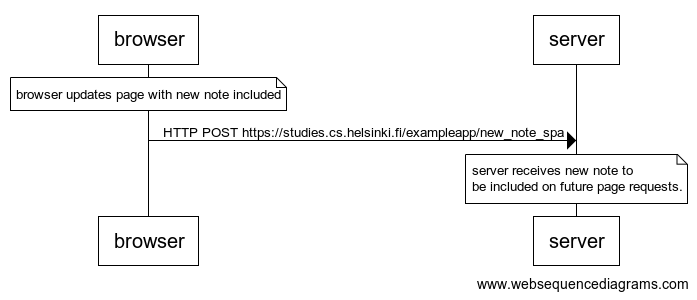 browser
server
browser updates page with new note included
HTTP POST https://studies.cs.helsinki.fi/exampleapp/new_note_spa
server receives new note to
be included on future page requests.
browser
server
www.websequencediagrams.com